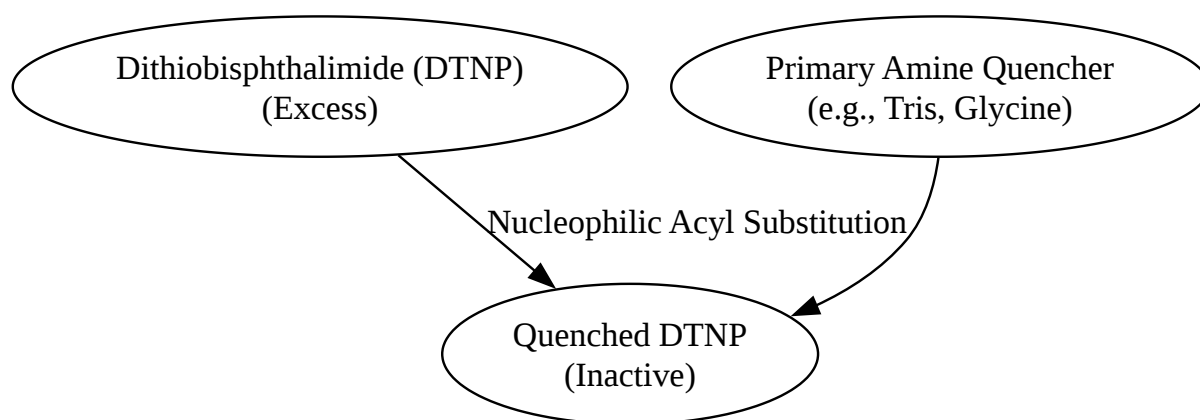 Dithiobisphthalimide (DTNP)
(Excess)
Primary Amine Quencher
(e.g., Tris, Glycine)
Nucleophilic Acyl Substitution
Quenched DTNP
(Inactive)